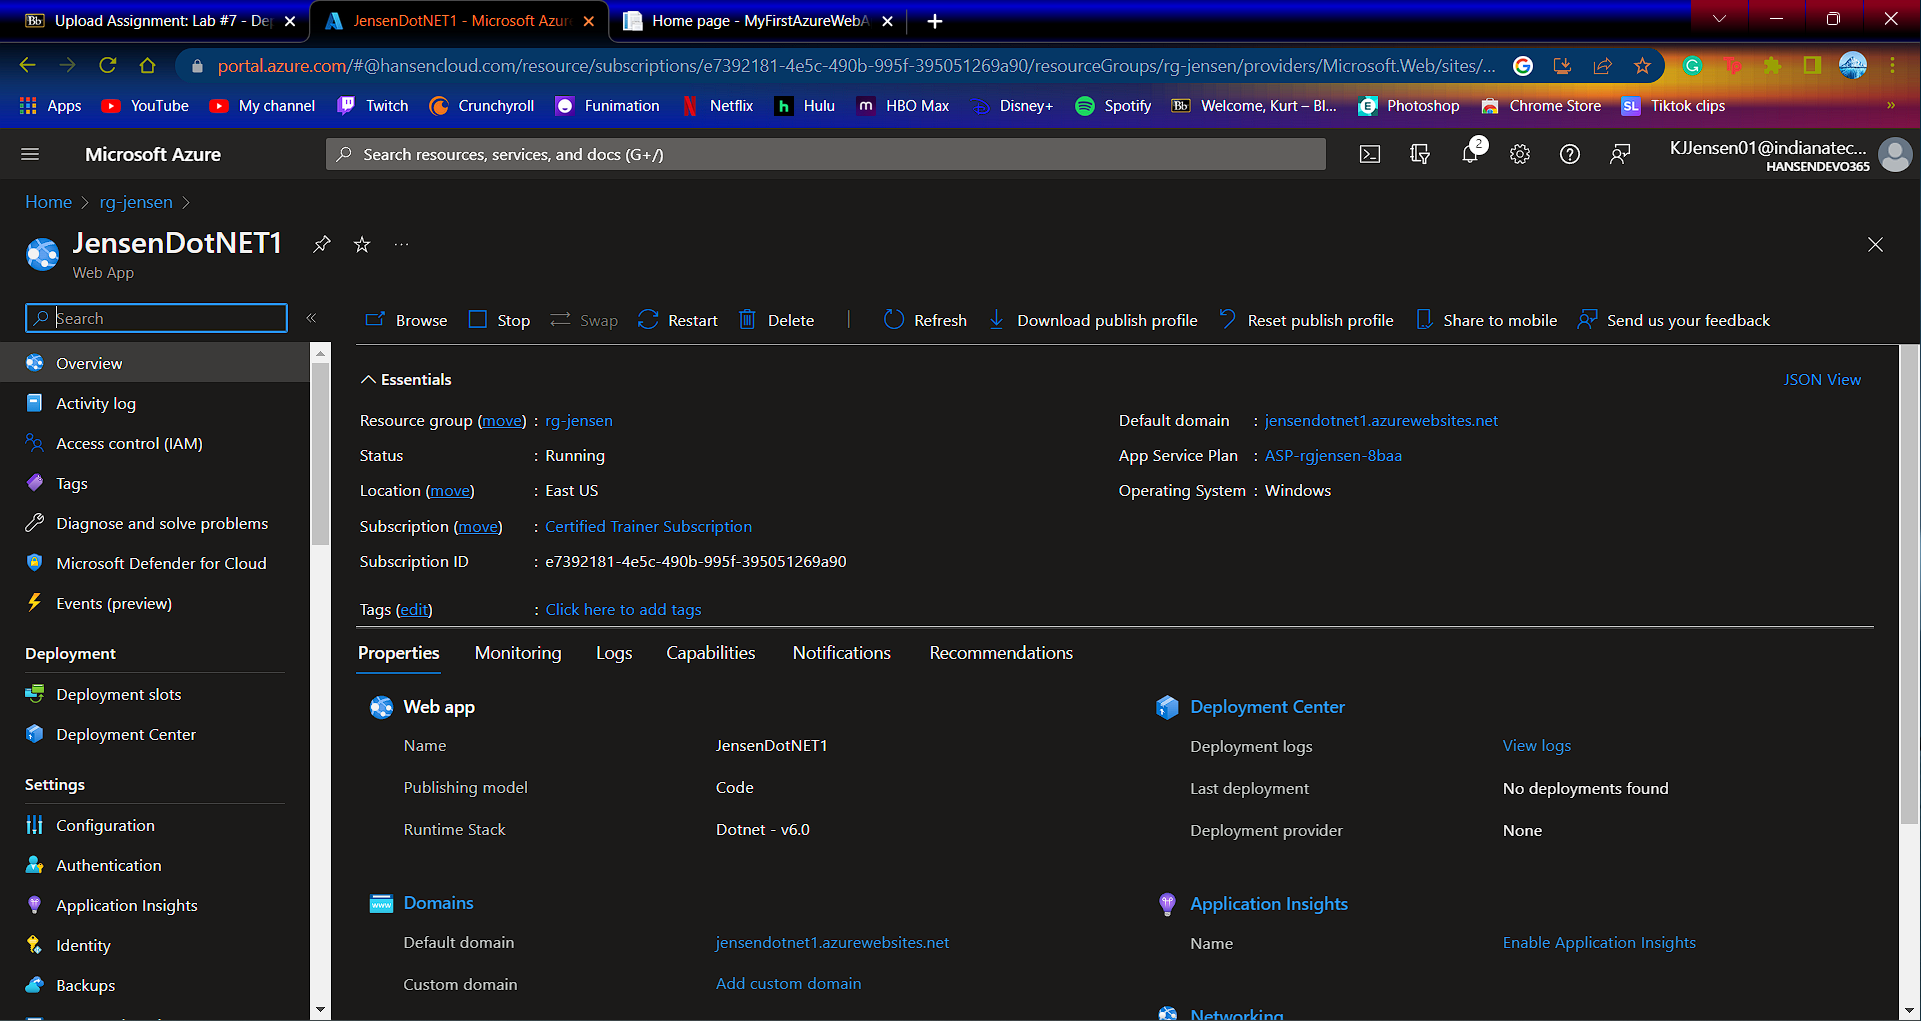 Upload Assignment: Lab #7 - De
JensenDotNET1 - Microsoft Azur
Home page - MyFirstAzureWebA
portal.azure.com/#@hansencloud.com/resource/subscriptions/e7392181-4e5c-490b-995f-395051269a90/resourceGroups/rg-jensen/providers/Microsoft.Web/sites/...
Apps YouTube My channel Twitch Crunchyroll Funimation Netflix Hulu HBO Max Disney+ Spotify Welcome, Kurt – Bl... Photoshop Chrome Store Tiktok clips »
Microsoft Azure
Search resources, services, and docs (G+/)
2
KJJensen01@indianatec...
HANSENDEVO365
Home > rg-jensen >
JensenDotNET1
...
Web App
Search
«
Browse Stop Swap Restart Delete Refresh Download publish profile Reset publish profile Share to mobile Send us your feedback
Overview
Activity log
Access control (IAM)
Tags
Diagnose and solve problems
Microsoft Defender for Cloud
Events (preview)
Deployment
Deployment slots
Deployment Center
Settings
Configuration
Authentication
Application Insights
Identity
Backups
Essentials
JSON View
Resource group (move) : rg-jensen
Status : Running
Location (move) : East US
Subscription (move) : Certified Trainer Subscription
Subscription ID : e7392181-4e5c-490b-995f-395051269a90
Default domain : jensendotnet1.azurewebsites.net
App Service Plan : ASP-rgjensen-8baa
Operating System : Windows
Tags (edit) : Click here to add tags
Properties Monitoring Logs Capabilities Notifications Recommendations
Web app
Name JensenDotNET1
Publishing model Code
Runtime Stack Dotnet - v6.0
Domains
Default domain jensendotnet1.azurewebsites.net
Custom domain Add custom domain
Deployment Center
Deployment logs View logs
Last deployment No deployments found
Deployment provider None
Application Insights
Name Enable Application Insights
Networking